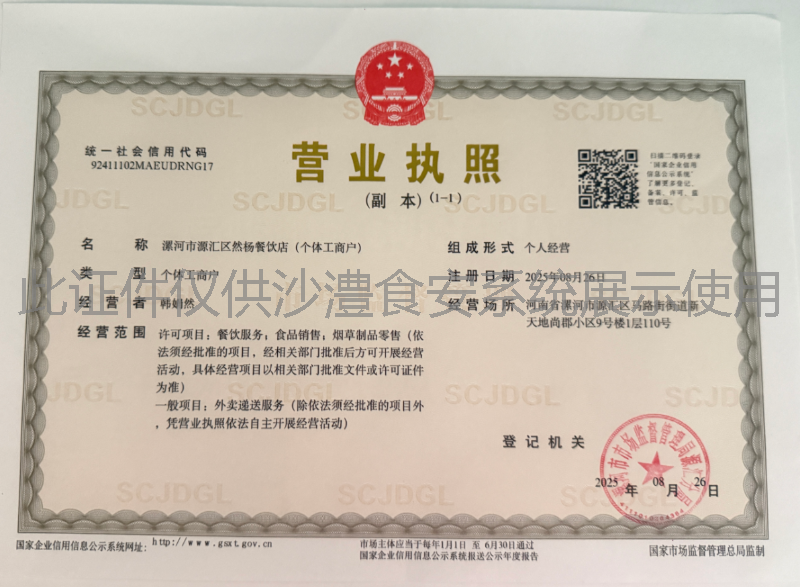 统一社会信用代码
92411102MAEUDRNG17
营业执照
(副 本) (1-1)
扫描二维码登录
"国家企业信用
信息公示系统"
了解更多登记、
备案、许可、监
管信息。
名 称 漯河市源汇区然杨餐饮店(个体工商户)
类 型 个体工商户
经 营 者 韩
经营范围 许可项目:餐饮服务;食品销售;烟草制品零售(依
法须经批准的项目,经相关部门批准后方可开展经营
活动,具体经营项目以相关部门批准文件或许可证件
为准)
一般项目:外卖递送服务(除依法须经批准的项目外
,凭营业执照依法自主开展经营活动)
组成形式 个人经营
注册日期 2025年08月26日
经营场所 河南省漯河市源汇区马路街街道新
天地尚郡小区9号楼1层110号
此证件仅供沙澧食安系统展示使用
登记机关
2025 年 08 月 26 日
国家企业信用信息公示系统网址: http://www.gsxt.gov.cn
市场主体应当于每年1月1日 至 6月30日通过
国家企业信用信息公示系统报送公示年度报告
国家市场监督管理总局监制
SCJDGL
SCJDGL
SCJDGL
SCJDGL
SCJDGL
SCJDGL
SCJDGL
SCJDGL
SCJDGL